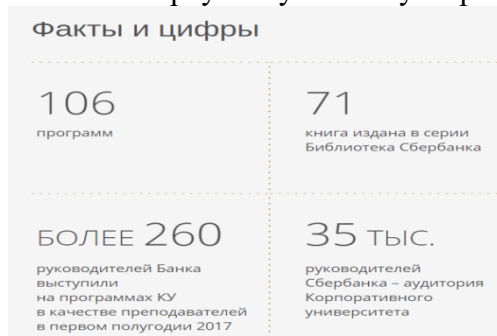 Факты и цифры
106
программ
71
книга издана в серии
Библиотека Сбербанка
БОЛЕЕ 260
руководителей Банка
выступили
на программах КУ
в качестве преподавателей
в первом полугодии 2017
35 ТЫС.
руководителей
Сбербанка – аудитория
Корпоративного
университета